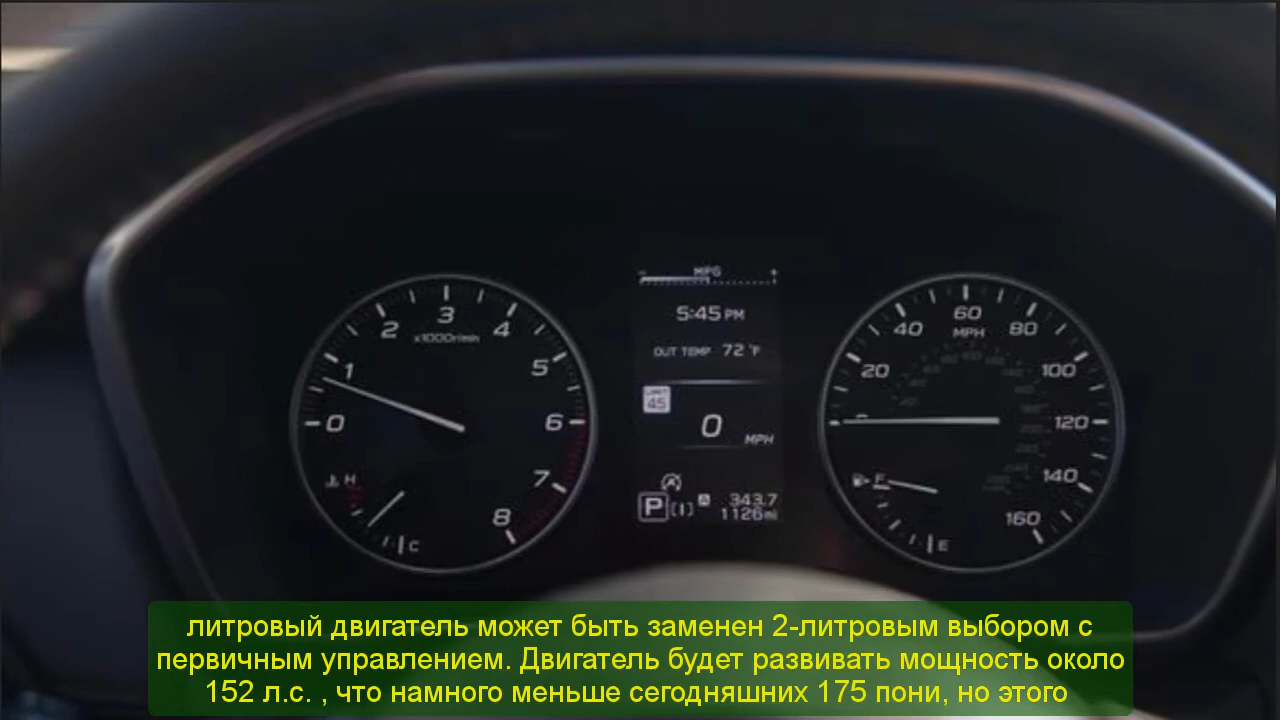 MPG
5:45 PM
OUT TEMP 72 °F
LIMIT
45
0
MPH
P
A
343.7
1126 mi
0
1
2
3
4
5
6
7
8
x1000r/min
H
C
20
40
60
80
100
120
140
160
MPH
F
E
литровый двигатель может быть заменен 2-литровым выбором с
первичным управлением. Двигатель будет развивать мощность около
152 л.с. , что намного меньше сегодняшних 175 пони, но этого